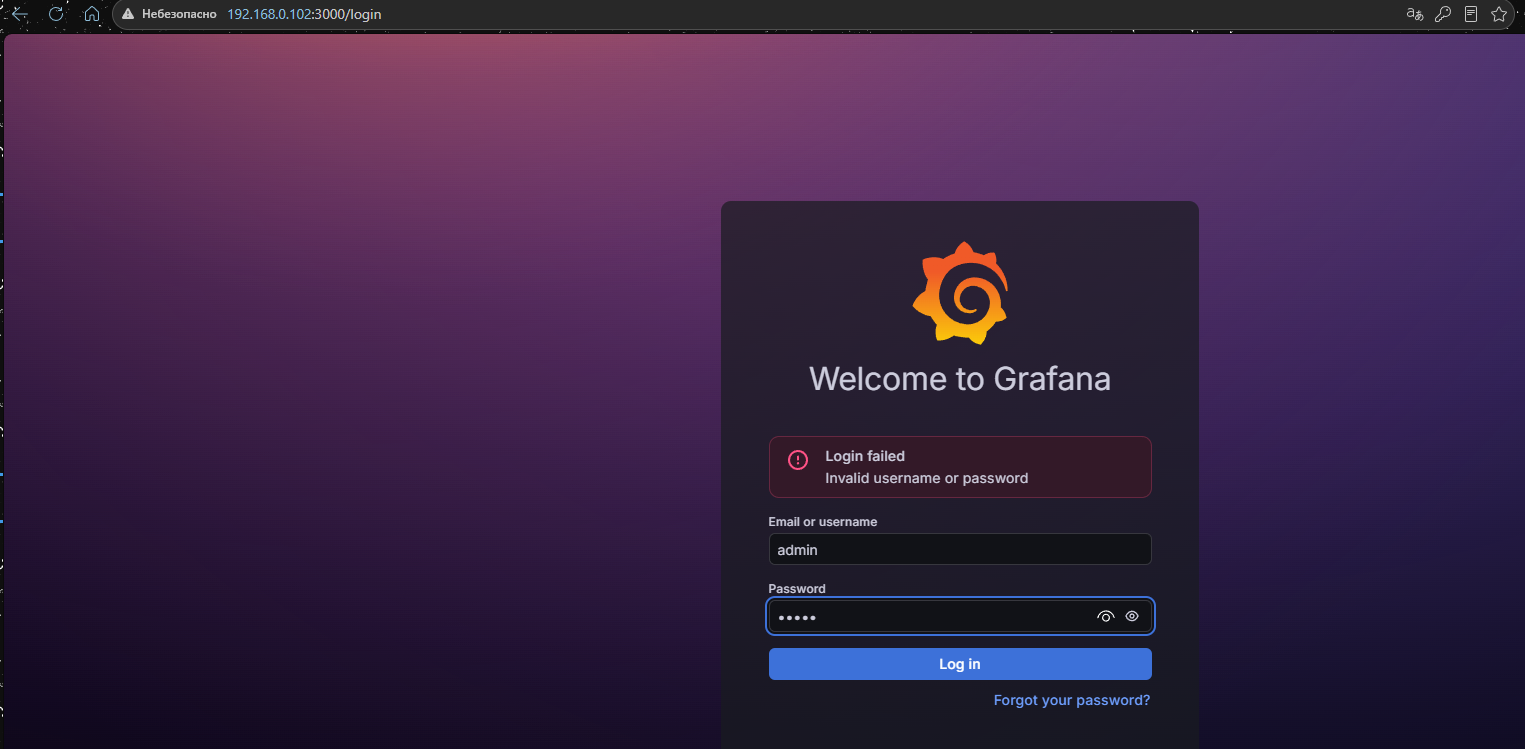 Небезопасно 192.168.0.102:3000/login
Welcome to Grafana
Login failed
Invalid username or password
Email or username
admin
Password
•••••
Log in
Forgot your password?